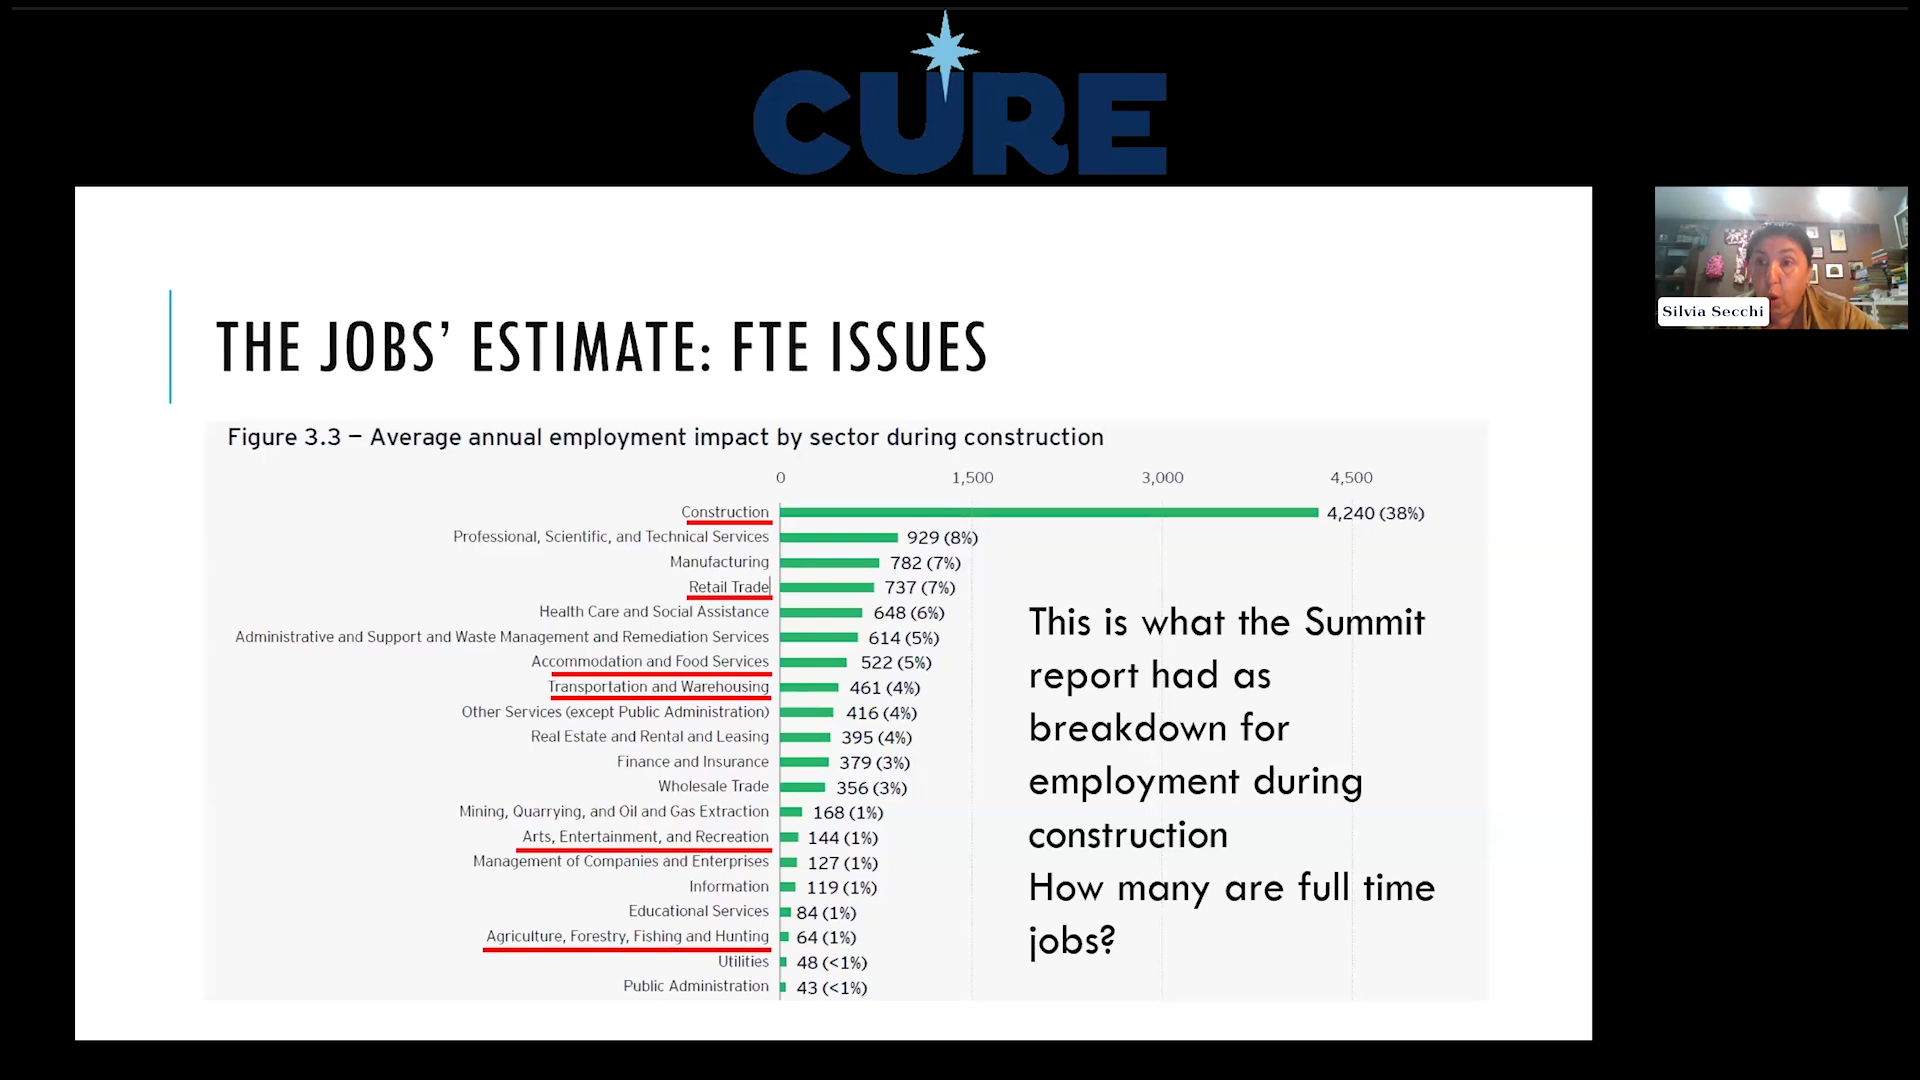 CURE
Silvia Secchi
THE JOBS' ESTIMATE: FTE ISSUES
Figure 3.3 – Average annual employment impact by sector during construction
0 1,500 3,000 4,500
Construction 4,240 (38%)
Professional, Scientific, and Technical Services 929 (8%)
Manufacturing 782 (7%)
Retail Trade 737 (7%)
Health Care and Social Assistance 648 (6%)
Administrative and Support and Waste Management and Remediation Services 614 (5%)
Accommodation and Food Services 522 (5%)
Transportation and Warehousing 461 (4%)
Other Services (except Public Administration) 416 (4%)
Real Estate and Rental and Leasing 395 (4%)
Finance and Insurance 379 (3%)
Wholesale Trade 356 (3%)
Mining, Quarrying, and Oil and Gas Extraction 168 (1%)
Arts, Entertainment, and Recreation 144 (1%)
Management of Companies and Enterprises 127 (1%)
Information 119 (1%)
Educational Services 84 (1%)
Agriculture, Forestry, Fishing and Hunting 64 (1%)
Utilities 48 (<1%)
Public Administration 43 (<1%)
This is what the Summit
report had as
breakdown for
employment during
construction
How many are full time
jobs?